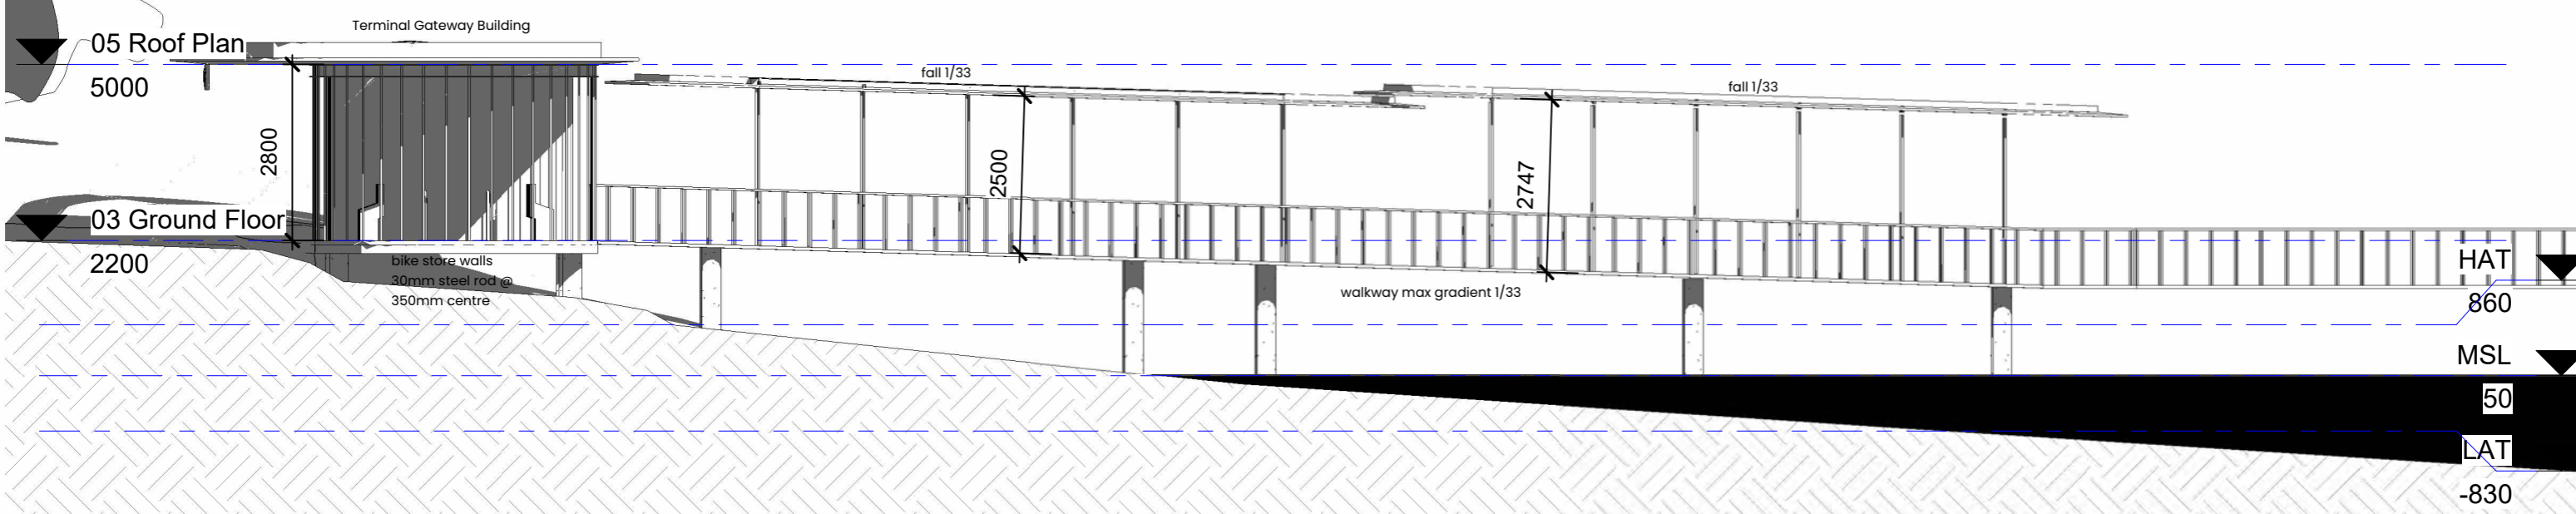 Terminal Gateway Building
05 Roof Plan
5000
fall 1/33
fall 1/33
2800
2500
2747
03 Ground Floor
2200
bike store walls
30mm steel rod @
350mm centre
walkway max gradient 1/33
HAT
860
MSL
50
LAT
-830